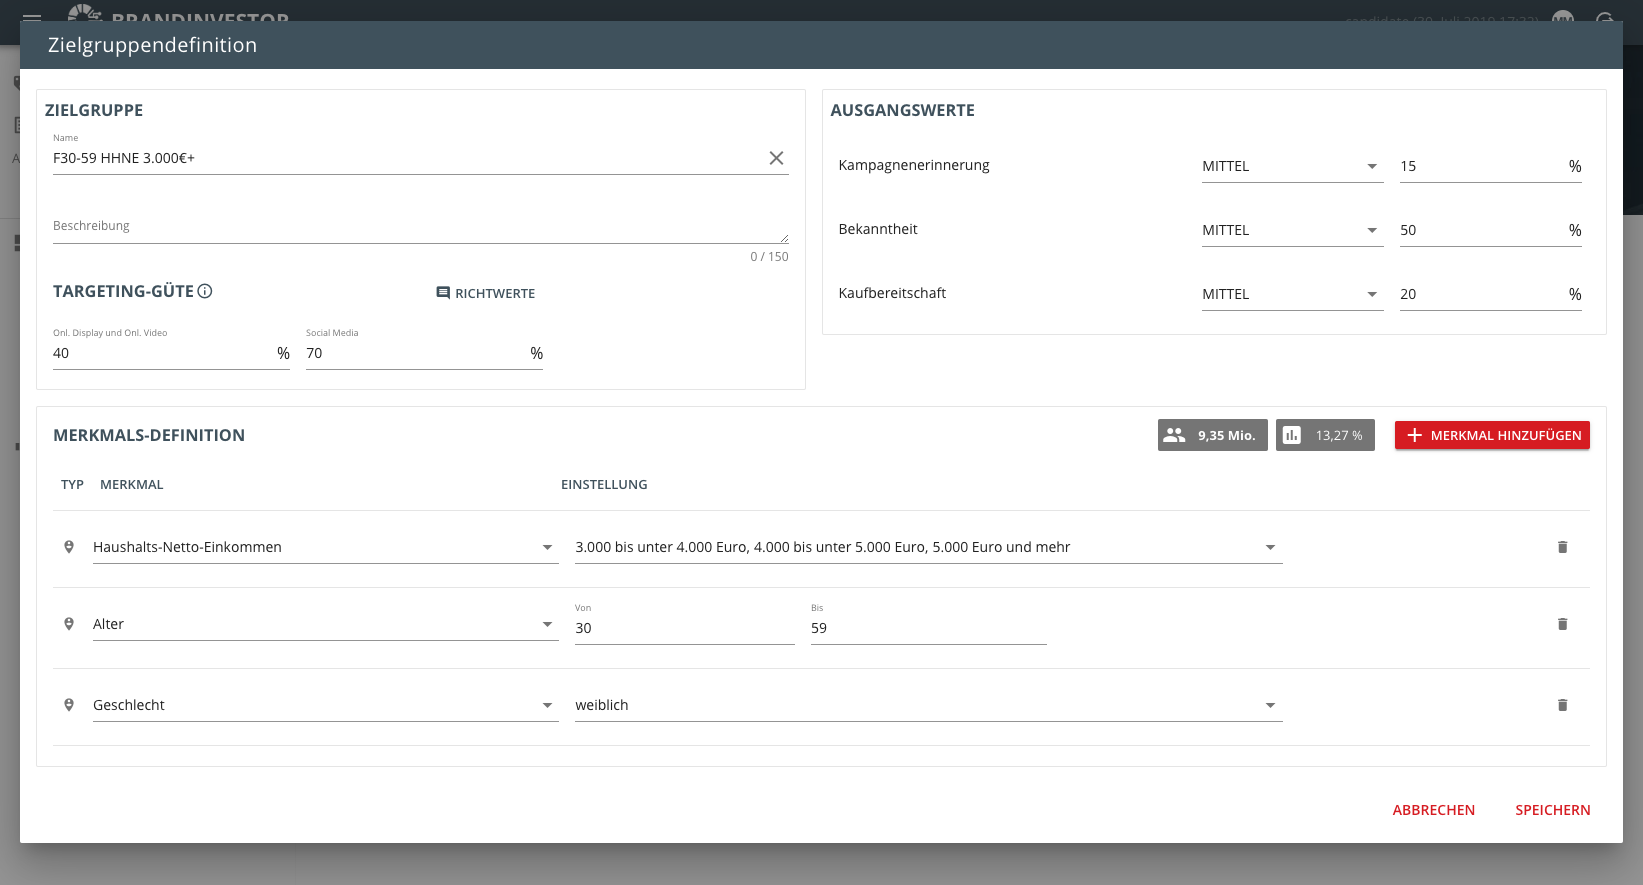 BRANDINVESTOR
Zielgruppendefinition
ZIELGRUPPE
Name
F30-59 HHNE 3.000€+
Beschreibung
0 / 150
TARGETING-GÜTE
RICHTWERTE
Onl. Display und Onl. Video
40 %
Social Media
70 %
AUSGANGSWERTE
Kampagnenerinnerung MITTEL 15 %
Bekanntheit MITTEL 50 %
Kaufbereitschaft MITTEL 20 %
MERKMALS-DEFINITION
9,35 Mio.
13,27 %
MERKMAL HINZUFÜGEN
TYP MERKMAL EINSTELLUNG
Haushalts-Netto-Einkommen 3.000 bis unter 4.000 Euro, 4.000 bis unter 5.000 Euro, 5.000 Euro und mehr
Von Bis
Alter 30 59
Geschlecht weiblich
ABBRECHEN SPEICHERN